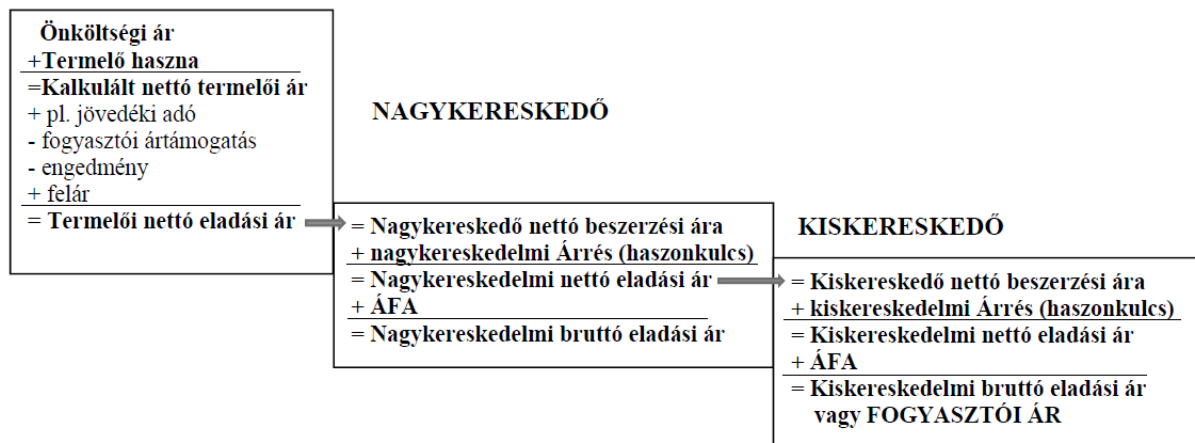 Önköltségi ár
+Termelő haszna
=Kalkulált nettó termelői ár
+ pl. jövedéki adó
- fogyasztói ártámogatás
- engedmény
+ felár
= Termelői nettó eladási ár
NAGYKERESKEDŐ
= Nagykereskedő nettó beszerzési ára
+ nagykereskedelmi Árrés (haszonkulcs)
= Nagykereskedelmi nettó eladási ár
+ ÁFA
= Nagykereskedelmi bruttó eladási ár
KISKERESKEDŐ
= Kiskereskedő nettó beszerzési ára
+ kiskereskedelmi Árrés (haszonkulcs)
= Kiskereskedelmi nettó eladási ár
+ ÁFA
= Kiskereskedelmi bruttó eladási ár
vagy FOGYASZTÓI ÁR